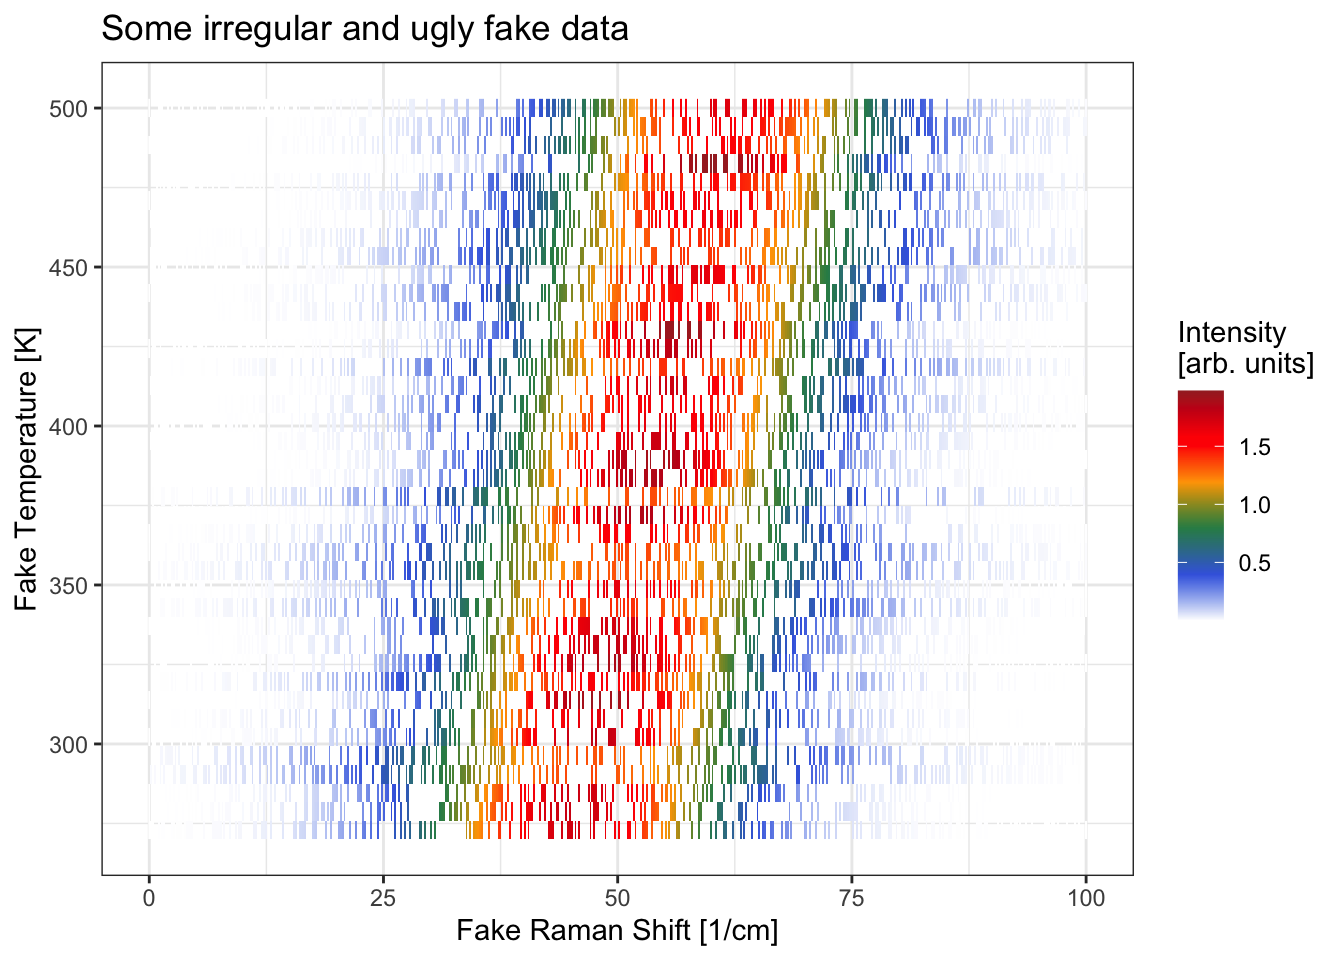 Some irregular and ugly fake data
500
450
400
350
300
0
25
50
75
100
Fake Temperature [K]
Fake Raman Shift [1/cm]
Intensity
[arb. units]
1.5
1.0
0.5